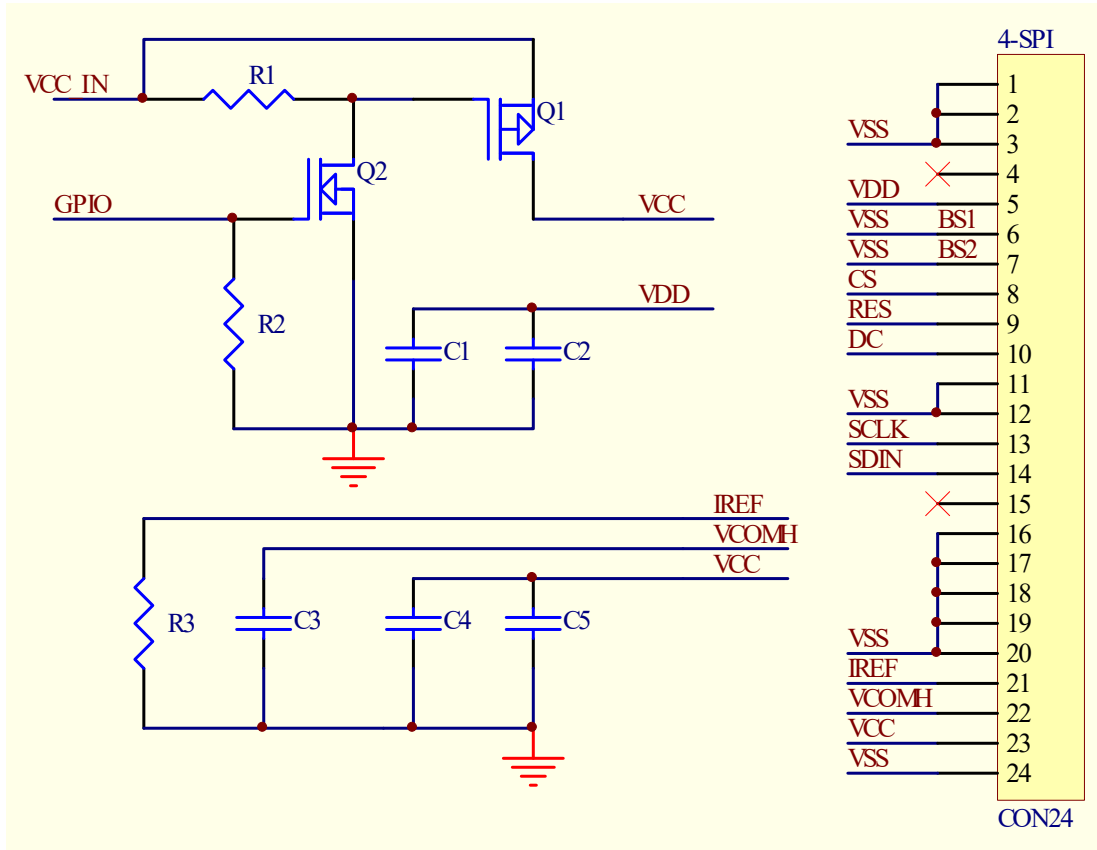 4-SPI
VCC IN
R1
Q1
Q2
GPIO
VCC
R2
VDD
C1
C2
IREF
VCOMH
VCC
R3
C3
C4
C5
1
2
VSS 3
4
VDD 5
VSS BS1 6
VSS BS2 7
CS 8
RES 9
DC 10
11
VSS 12
SCLK 13
SDIN 14
15
16
17
18
19
VSS 20
IREF 21
VCOMH 22
VCC 23
VSS 24
CON24